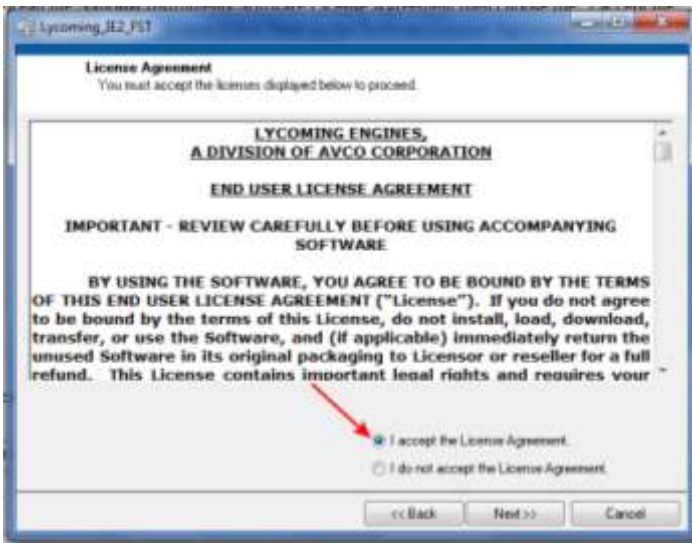 Lycoming_IE2_FST
License Agreement
You must accept the licenses displayed below to proceed.
LYCOMING ENGINES,
A DIVISION OF AVCO CORPORATION
END USER LICENSE AGREEMENT
IMPORTANT - REVIEW CAREFULLY BEFORE USING ACCOMPANYING
SOFTWARE
BY USING THE SOFTWARE, YOU AGREE TO BE BOUND BY THE TERMS
OF THIS END USER LICENSE AGREEMENT ("License"). If you do not agree
to be bound by the terms of this License, do not install, load, download,
transfer, or use the Software, and (if applicable) immediately return the
unused Software in its original packaging to Licensor or reseller for a full
refund. This License contains important legal rights and requires your
I accept the License Agreement.
I do not accept the License Agreement.
<< Back
Next >>
Cancel